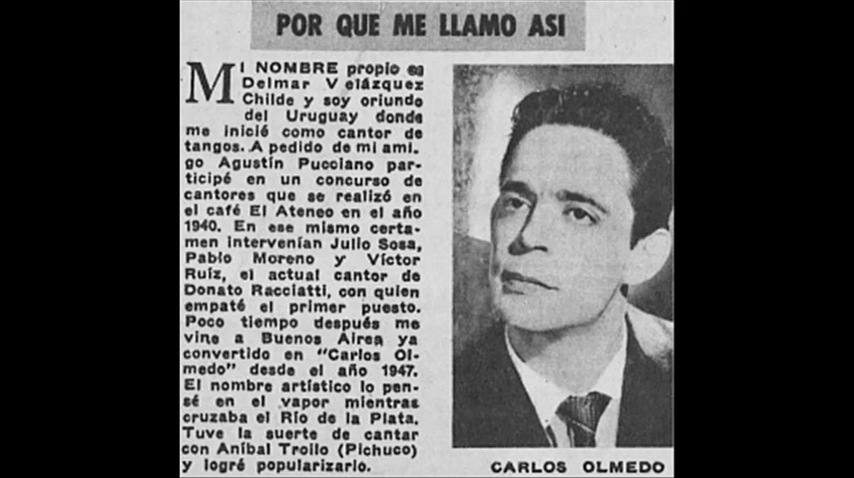 POR QUE ME LLAMO ASI
MI NOMBRE propio es
Delmar Velázquez
Childe y soy oriundo
del Uruguay donde
me inicié como cantor de
tangos. A pedido de mi ami-
go Agustín Pucciano par-
ticipé en un concurso de
cantores que se realizó en
el café El Ateneo en el año
1940. En ese mismo certa-
men intervenían Julio Sosa,
Pablo Moreno y Víctor
Ruiz, el actual cantor de
Donato Racciatti, con quien
empaté el primer puesto.
Poco tiempo después me
vine a Buenos Aires ya
convertido en "Carlos Ol-
medo" desde el año 1947.
El nombre artístico lo pen-
sé en el vapor mientras
cruzaba el Río de la Plata.
Tuve la suerte de cantar
con Aníbal Troilo (Pichuco)
y logré popularizarlo.
CARLOS OLMEDO